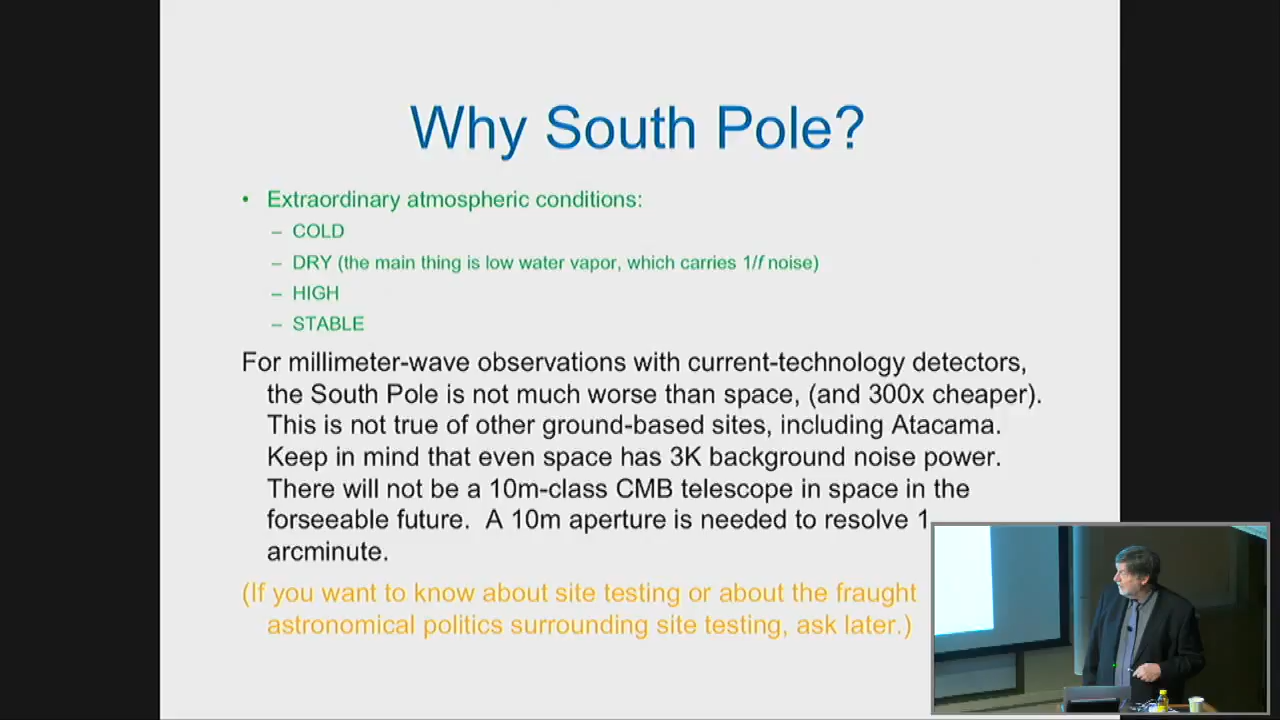 Why South Pole?
• Extraordinary atmospheric conditions:
– COLD
– DRY (the main thing is low water vapor, which carries 1/f noise)
– HIGH
– STABLE
For millimeter-wave observations with current-technology detectors,
the South Pole is not much worse than space, (and 300x cheaper).
This is not true of other ground-based sites, including Atacama.
Keep in mind that even space has 3K background noise power.
There will not be a 10m-class CMB telescope in space in the
forseeable future. A 10m aperture is needed to resolve 1
arcminute.
(If you want to know about site testing or about the fraught
astronomical politics surrounding site testing, ask later.)